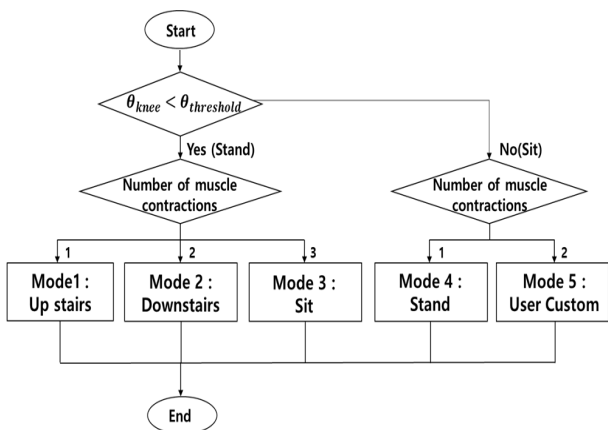 Start
θknee < θthreshold
Yes (Stand)
No(Sit)
Number of muscle
contractions
Number of muscle
contractions
1
2
3
1
2
Mode1 :
Up stairs
Mode 2 :
Downstairs
Mode 3 :
Sit
Mode 4 :
Stand
Mode 5 :
User Custom
End